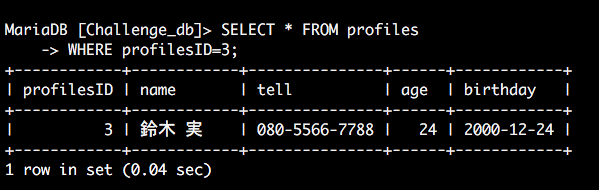 MariaDB [Challenge_db]> SELECT * FROM profiles
    -> WHERE profilesID=3;
+------------+-----------+---------------+------+------------+
| profilesID | name      | tell          | age  | birthday   |
+------------+-----------+---------------+------+------------+
|          3 | 鈴木 実   | 080-5566-7788 |   24 | 2000-12-24 |
+------------+-----------+---------------+------+------------+
1 row in set (0.04 sec)